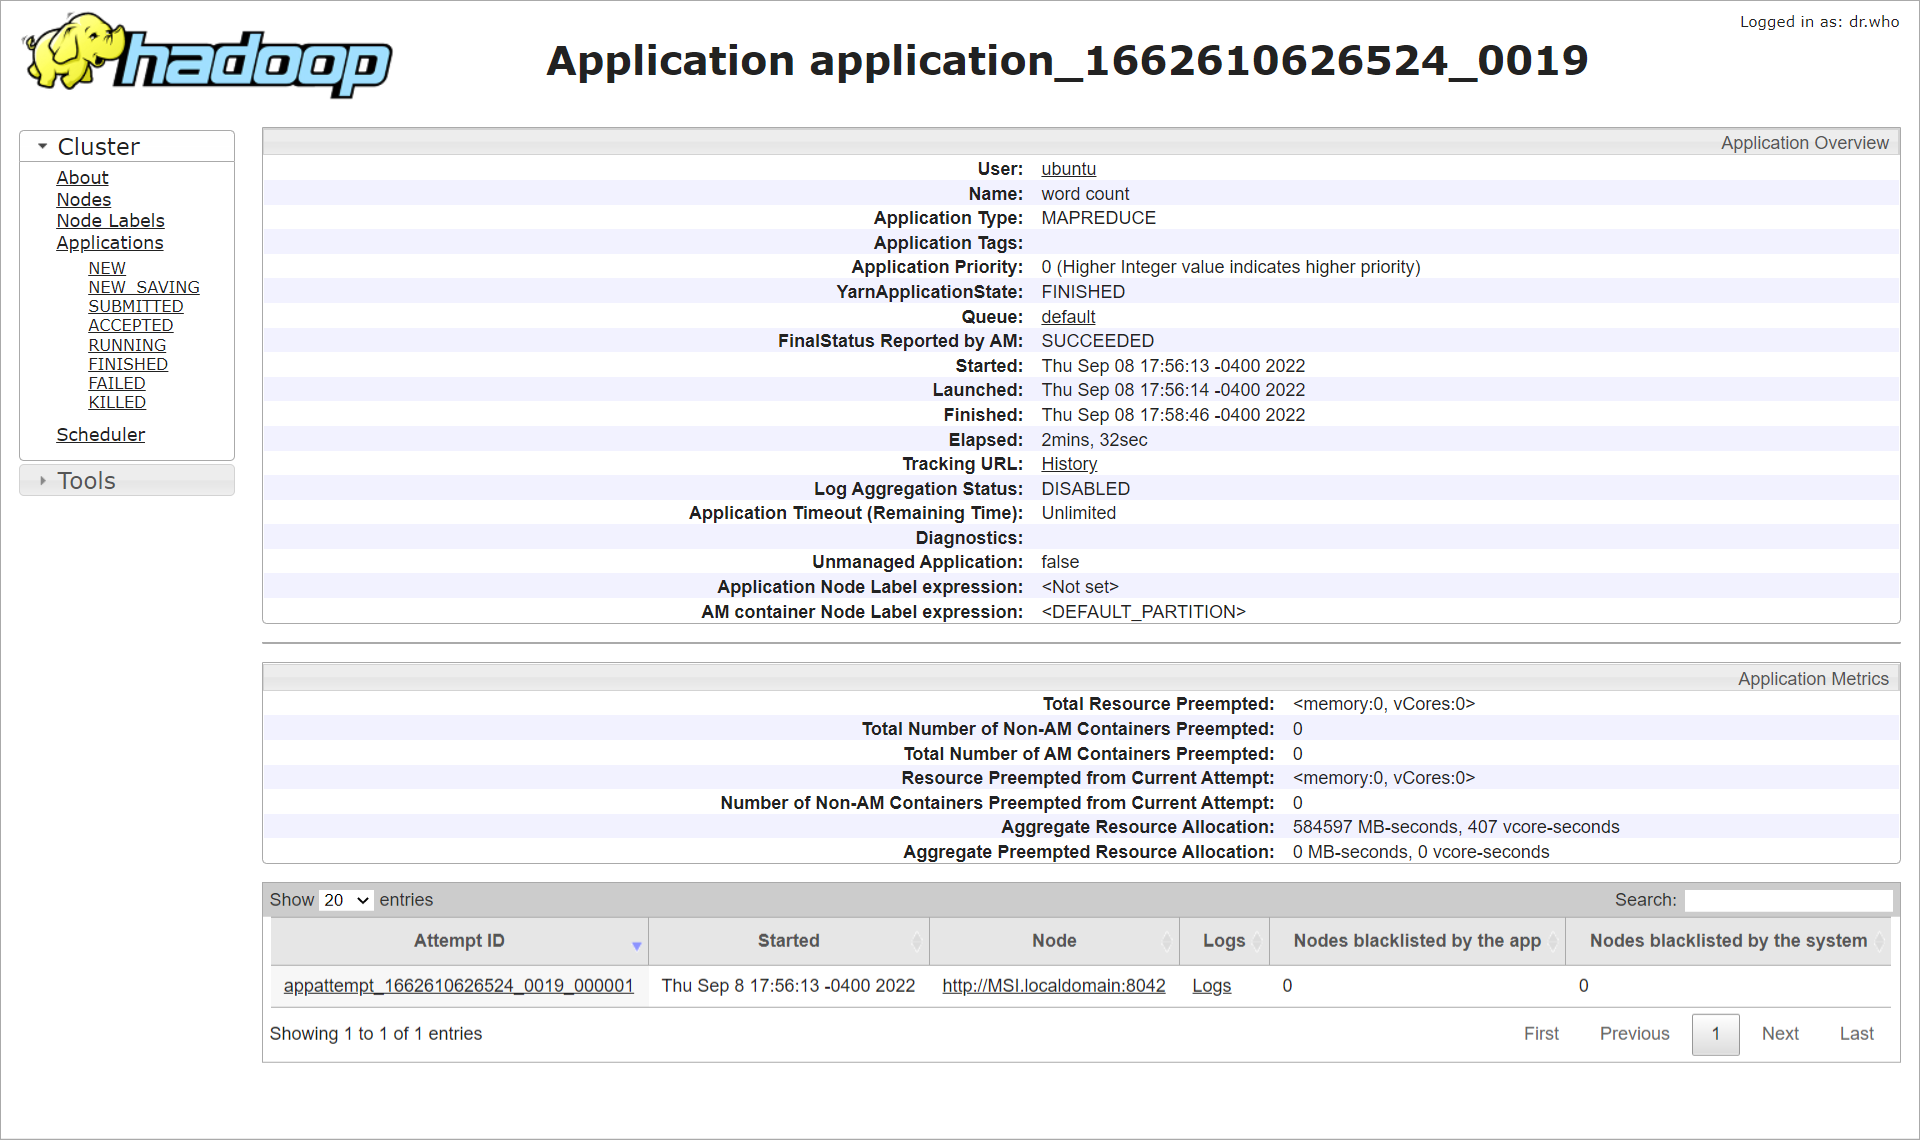 Logged in as: dr.who
hadoop
Application application_1662610626524_0019
Cluster
About
Nodes
Node Labels
Applications
NEW
NEW_SAVING
SUBMITTED
ACCEPTED
RUNNING
FINISHED
FAILED
KILLED
Scheduler
Tools
Application Overview
User: ubuntu
Name: word count
Application Type: MAPREDUCE
Application Tags:
Application Priority: 0 (Higher Integer value indicates higher priority)
YarnApplicationState: FINISHED
Queue: default
FinalStatus Reported by AM: SUCCEEDED
Started: Thu Sep 08 17:56:13 -0400 2022
Launched: Thu Sep 08 17:56:14 -0400 2022
Finished: Thu Sep 08 17:58:46 -0400 2022
Elapsed: 2mins, 32sec
Tracking URL: History
Log Aggregation Status: DISABLED
Application Timeout (Remaining Time): Unlimited
Diagnostics:
Unmanaged Application: false
Application Node Label expression: <Not set>
AM container Node Label expression: <DEFAULT_PARTITION>
Application Metrics
Total Resource Preempted: <memory:0, vCores:0>
Total Number of Non-AM Containers Preempted: 0
Total Number of AM Containers Preempted: 0
Resource Preempted from Current Attempt: <memory:0, vCores:0>
Number of Non-AM Containers Preempted from Current Attempt: 0
Aggregate Resource Allocation: 584597 MB-seconds, 407 vcore-seconds
Aggregate Preempted Resource Allocation: 0 MB-seconds, 0 vcore-seconds
Show 20 entries Search:
Attempt ID Started Node Logs Nodes blacklisted by the app Nodes blacklisted by the system
appattempt_1662610626524_0019_000001 Thu Sep 8 17:56:13 -0400 2022 http://MSI.localdomain:8042 Logs 0 0
Showing 1 to 1 of 1 entries First Previous 1 Next Last